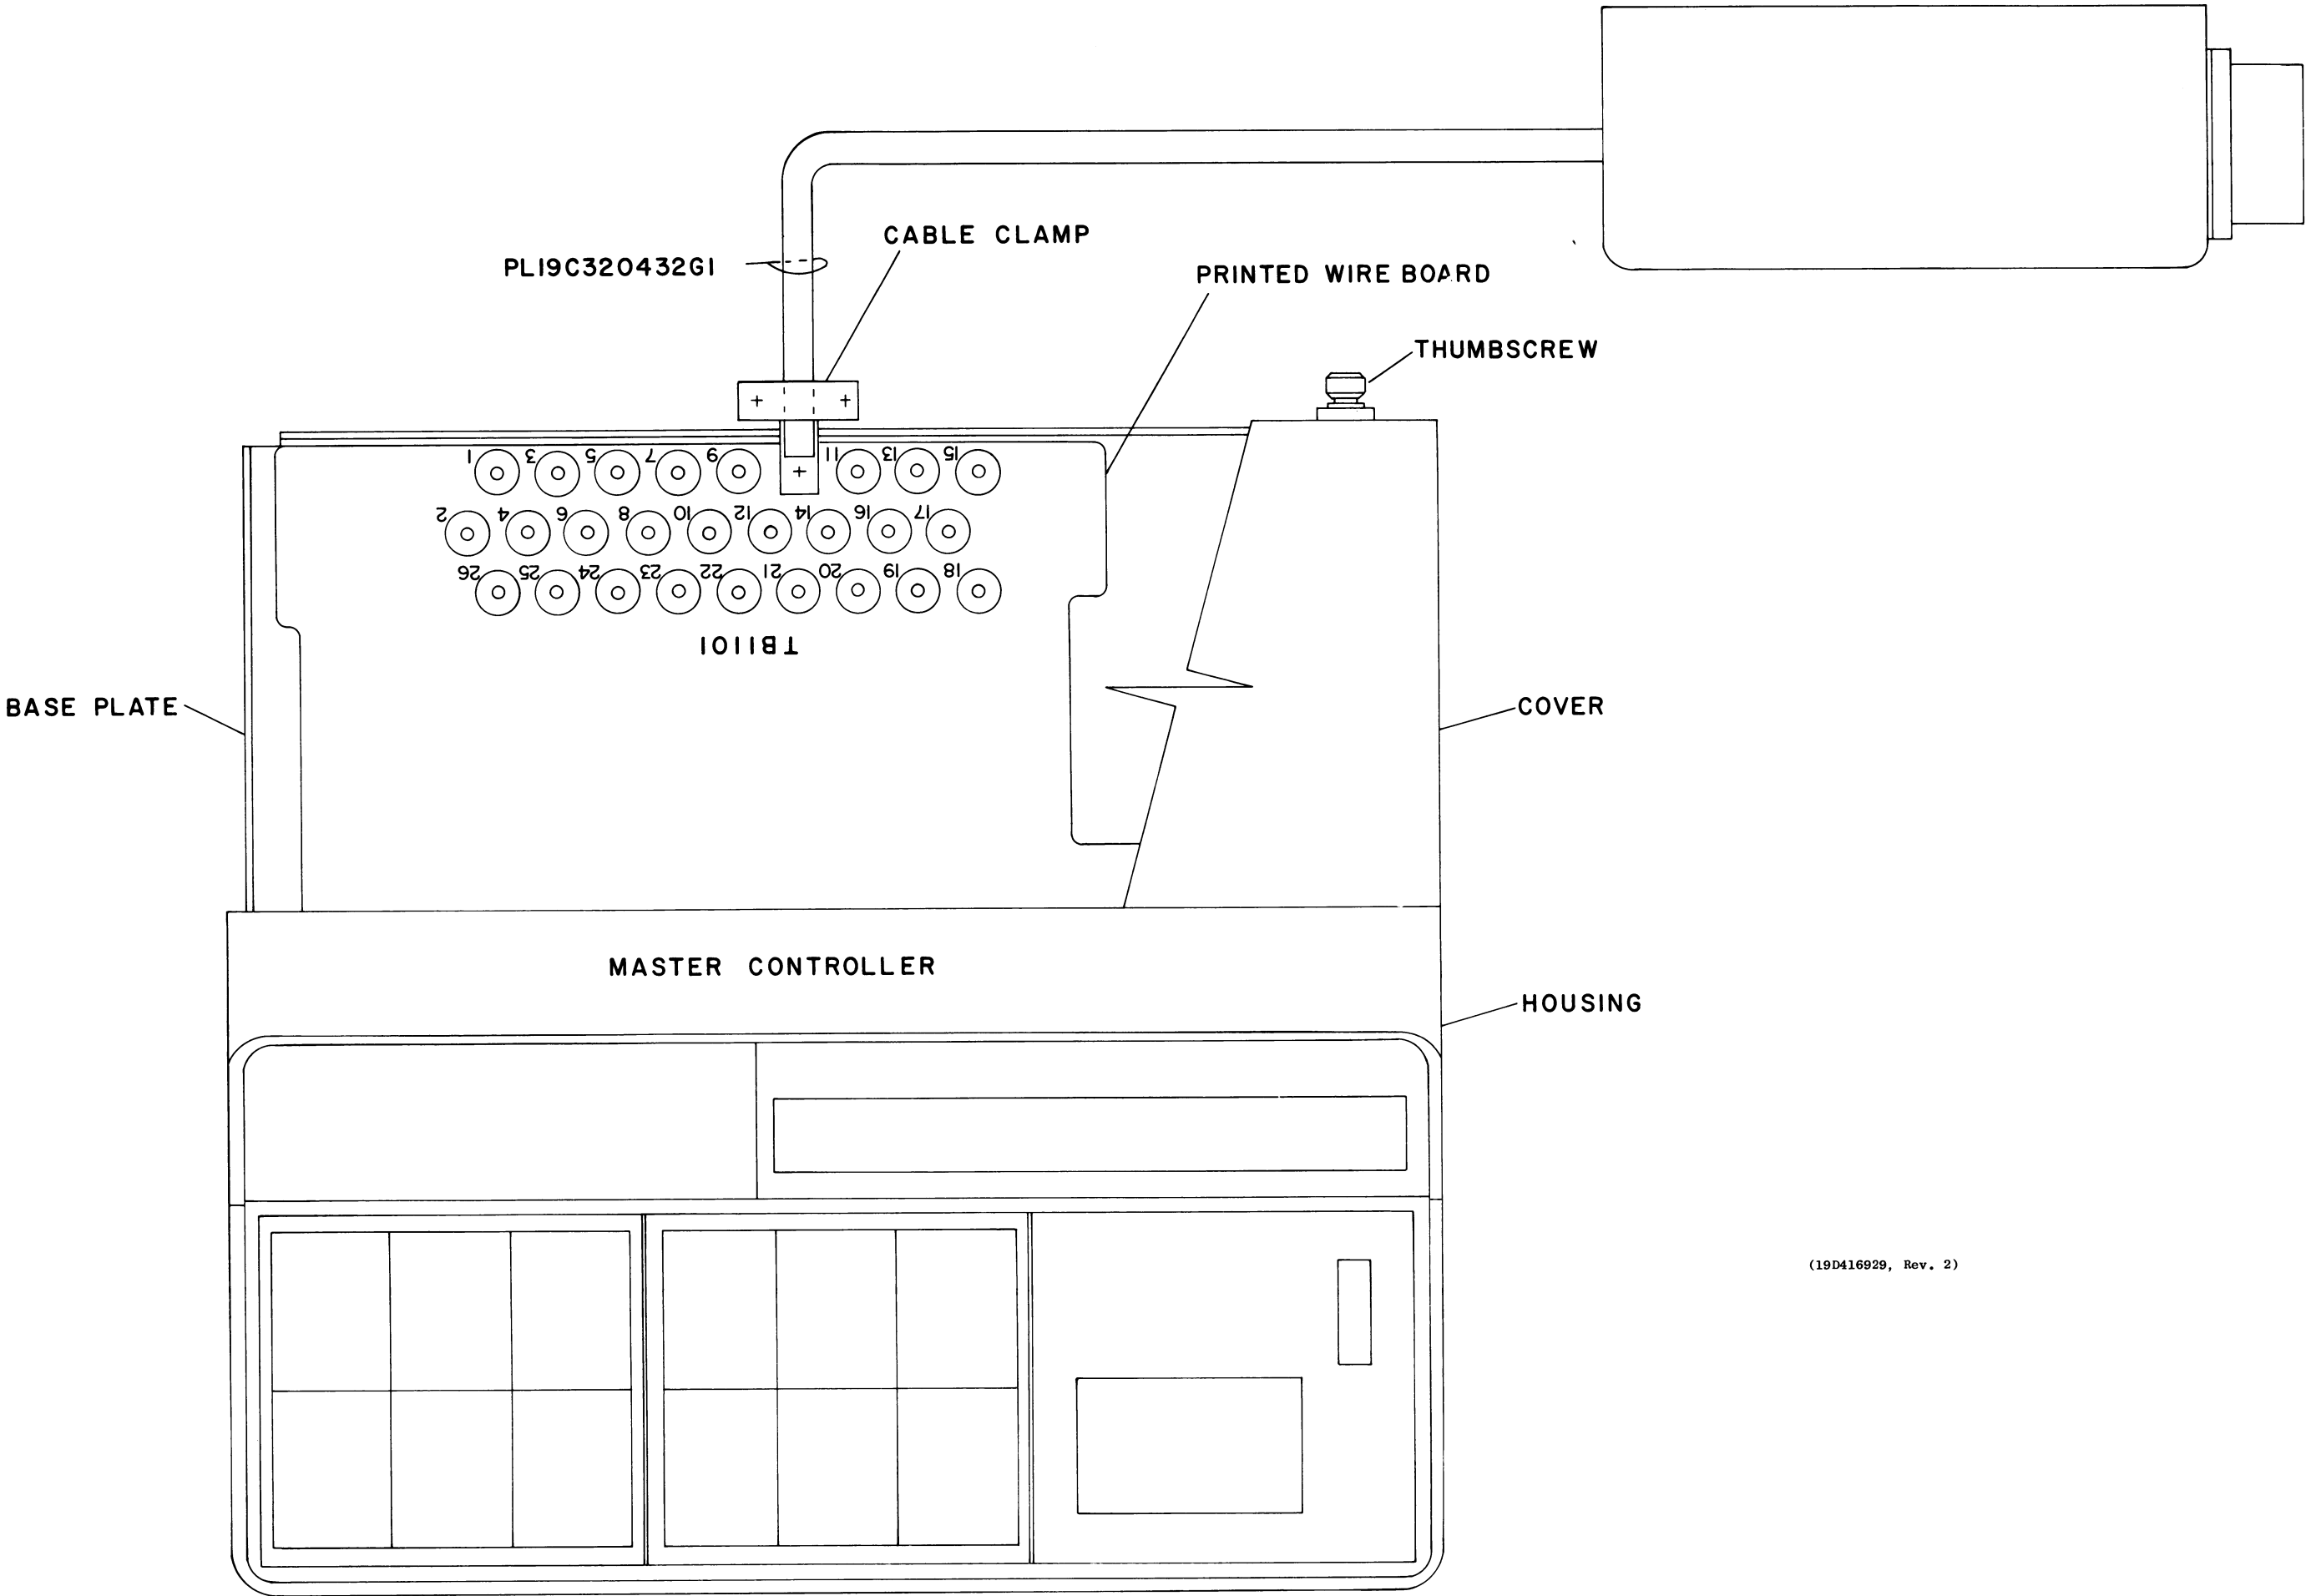 CABLE CLAMP
PL19C320432G1
PRINTED WIRE BOARD
THUMBSCREW
1 3 5 7 9 11 13 15
2 4 6 8 10 12 14 16 17
26 25 24 23 22 21 20 19 18
TB1101
BASE PLATE
COVER
MASTER CONTROLLER
HOUSING
(19D416929, Rev. 2)